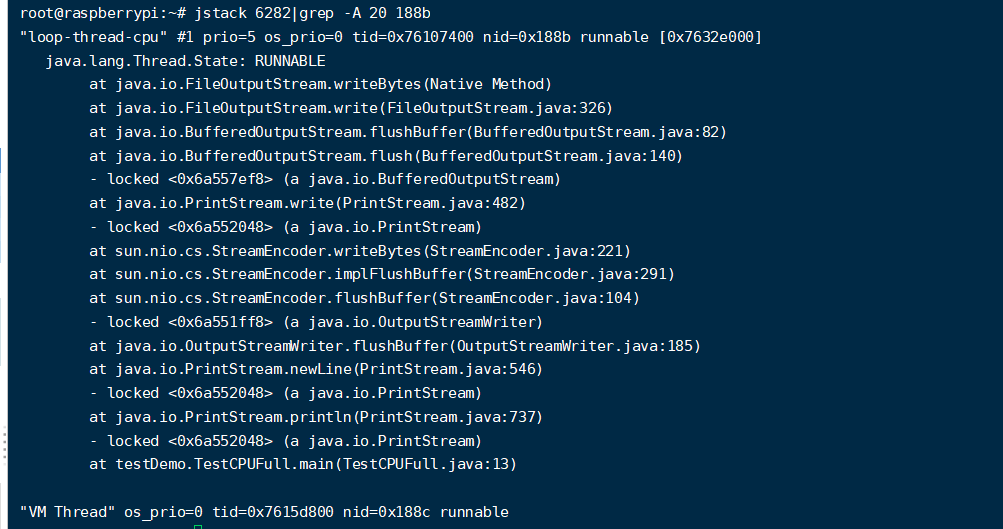 root@raspberrypi:~# jstack 6282|grep -A 20 188b
"loop-thread-cpu" #1 prio=5 os_prio=0 tid=0x76107400 nid=0x188b runnable [0x7632e000]
java.lang.Thread.State: RUNNABLE
at java.io.FileOutputStream.writeBytes(Native Method)
at java.io.FileOutputStream.write(FileOutputStream.java:326)
at java.io.BufferedOutputStream.flushBuffer(BufferedOutputStream.java:82)
at java.io.BufferedOutputStream.flush(BufferedOutputStream.java:140)
- locked <0x6a557ef8> (a java.io.BufferedOutputStream)
at java.io.PrintStream.write(PrintStream.java:482)
- locked <0x6a552048> (a java.io.PrintStream)
at sun.nio.cs.StreamEncoder.writeBytes(StreamEncoder.java:221)
at sun.nio.cs.StreamEncoder.implFlushBuffer(StreamEncoder.java:291)
at sun.nio.cs.StreamEncoder.flushBuffer(StreamEncoder.java:104)
- locked <0x6a551ff8> (a java.io.OutputStreamWriter)
at java.io.OutputStreamWriter.flushBuffer(OutputStreamWriter.java:185)
at java.io.PrintStream.newLine(PrintStream.java:546)
- locked <0x6a552048> (a java.io.PrintStream)
at java.io.PrintStream.println(PrintStream.java:737)
- locked <0x6a552048> (a java.io.PrintStream)
at testDemo.TestCPUFull.main(TestCPUFull.java:13)
"VM Thread" os_prio=0 tid=0x7615d800 nid=0x188c runnable